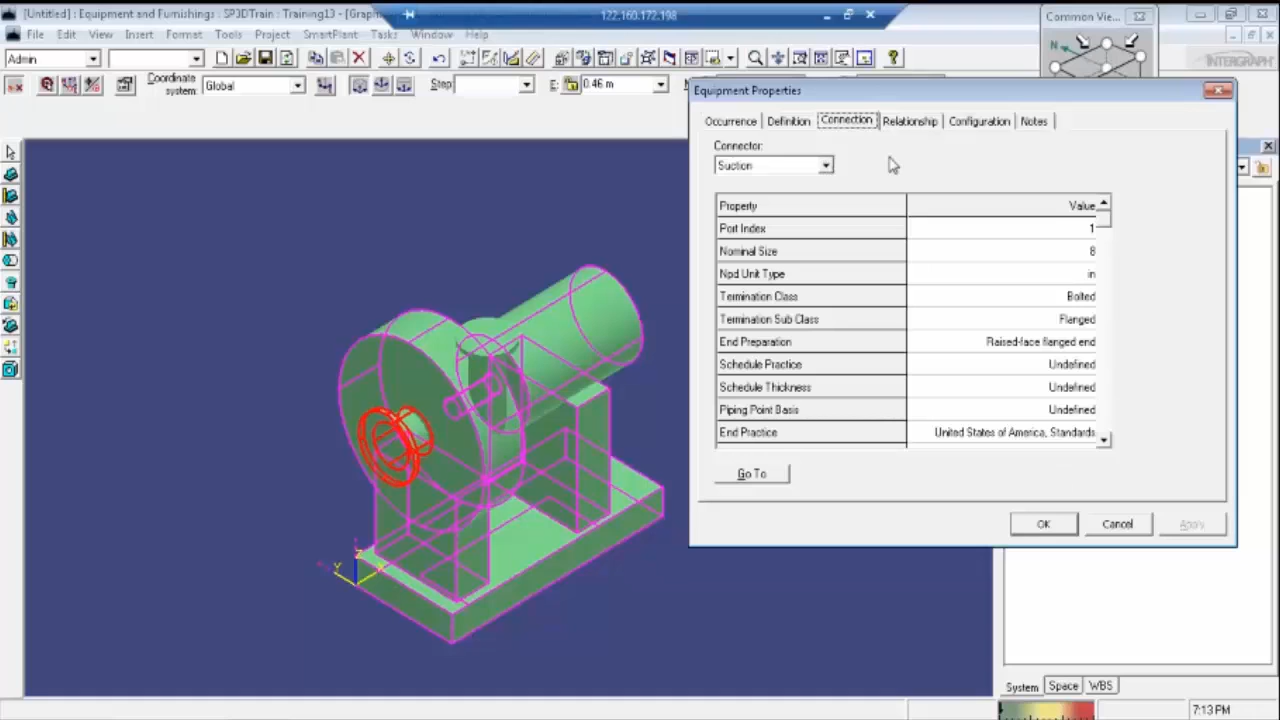 [Untitled] : Equipment and Furnishings : SP3DTrain : Training13 - [Graph
122.160.172.198
Common Vie...
File Edit View Insert Format Tools Project SmartPlant Tasks Window Help
Admin
N
INTERGRAPH
Coordinate system:
Global
Step
E:
0.46 m
Equipment Properties
Occurrence Definition Connection Relationship Configuration Notes
Connector:
Suction
Property Value
Port Index 1
Nominal Size 8
Npd Unit Type in
Termination Class Bolted
Termination Sub Class Flanged
End Preparation Raised-face flanged end
Schedule Practice Undefined
Schedule Thickness Undefined
Piping Point Basis Undefined
End Practice United States of America, Standards
Go To
OK Cancel Apply
Z
Y
X
System Space WBS
7:13 PM